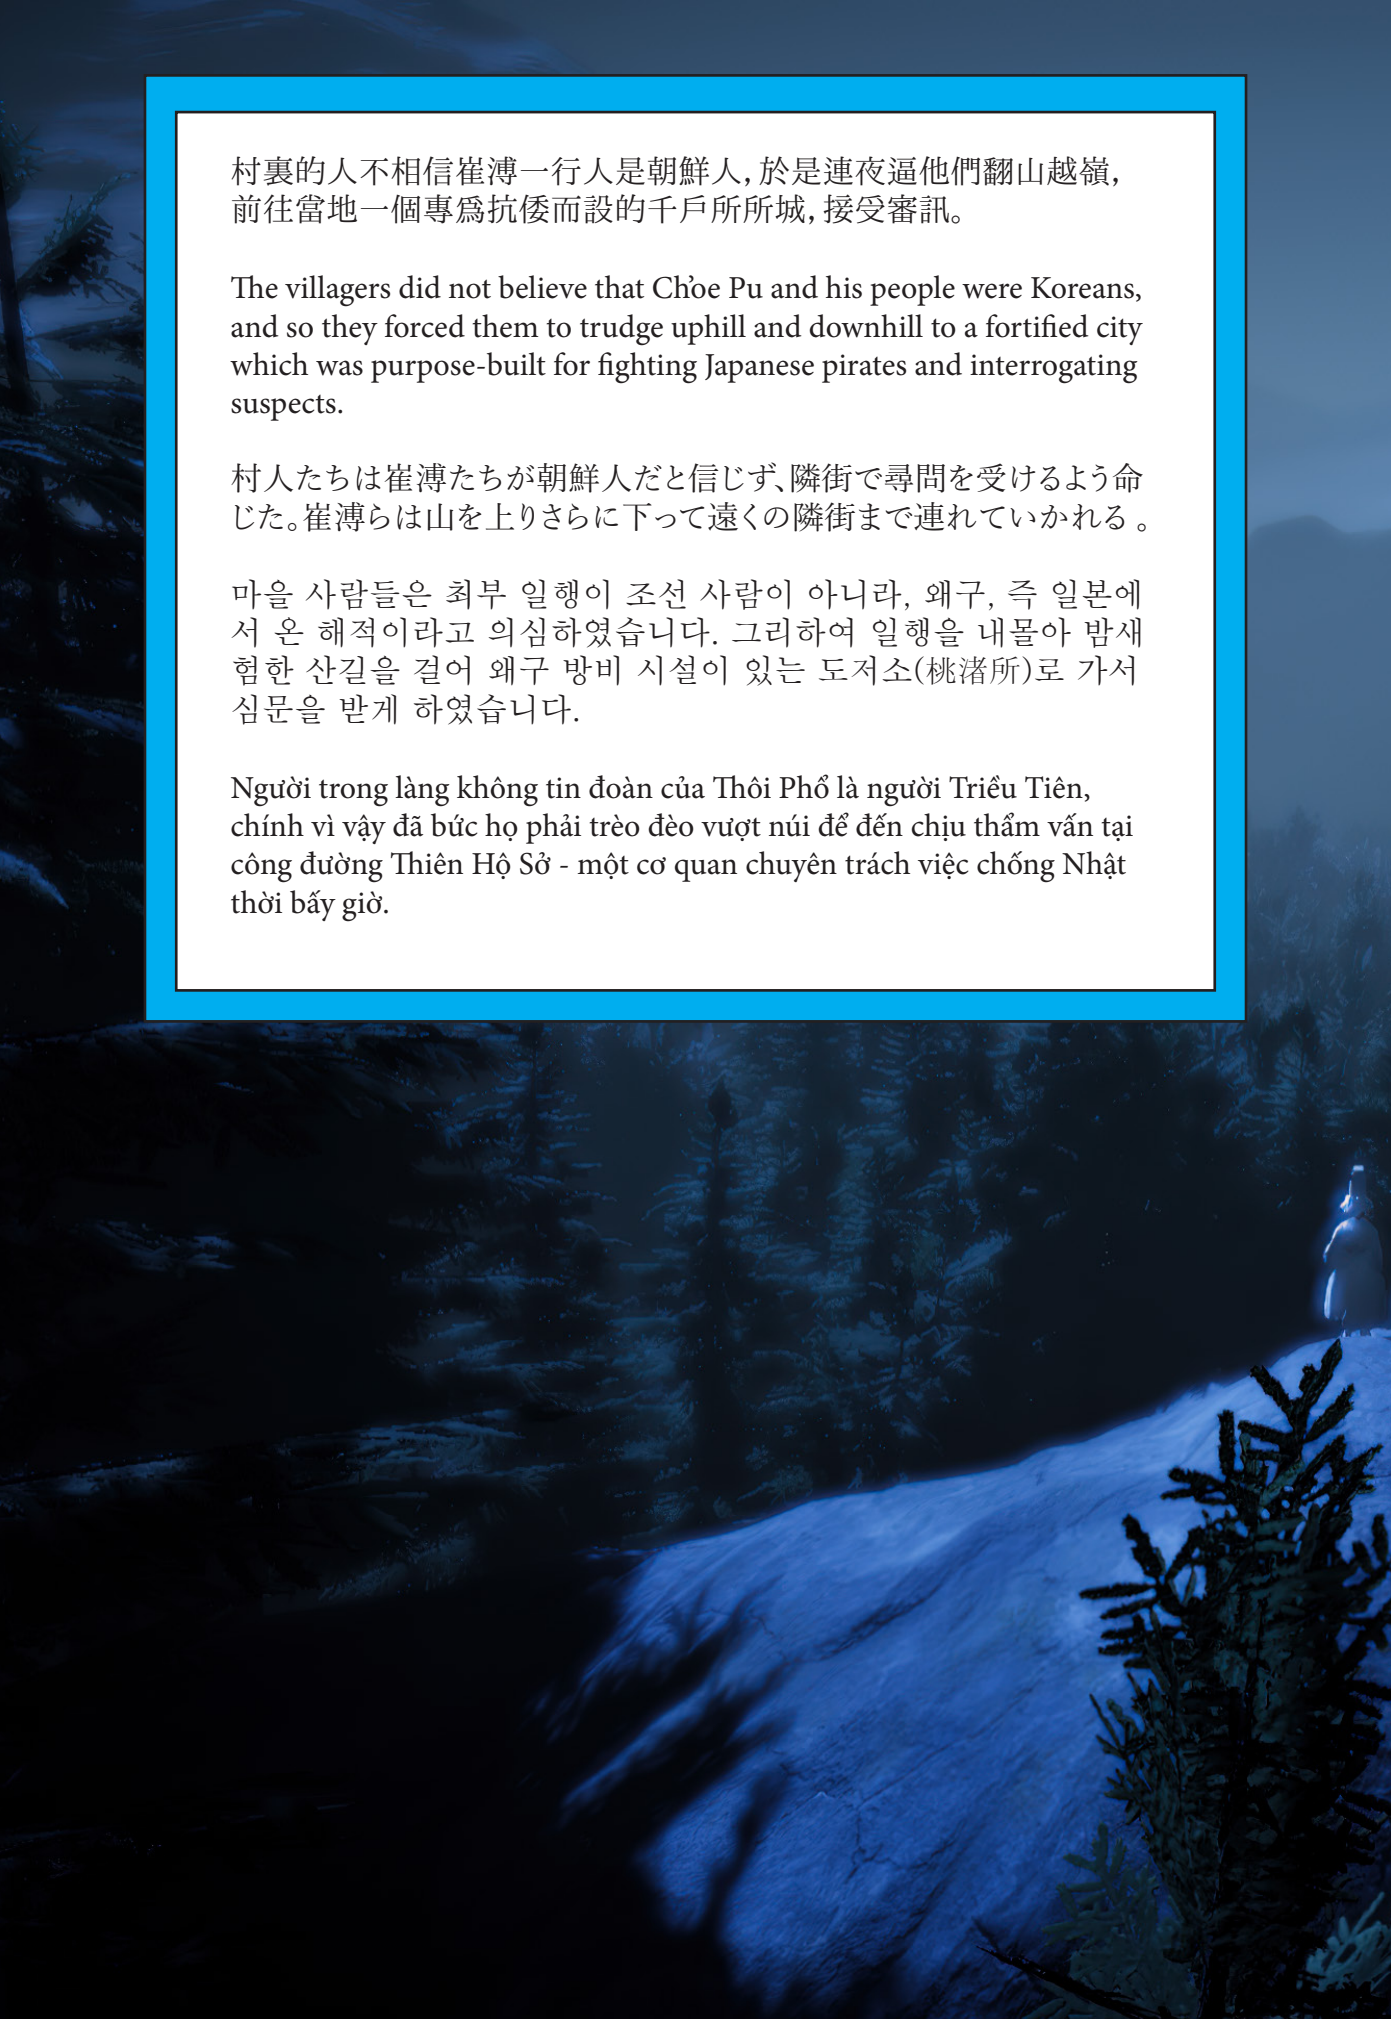 村裏的人不相信崔溥一行人是朝鮮人，於是連夜逼他們翻山越嶺，
前往當地一個專爲抗倭而設的千戶所所城，接受審訊。
The villagers did not believe that Ch’oe Pu and his people were Koreans,
and so they forced them to trudge uphill and downhill to a fortified city
which was purpose-built for fighting Japanese pirates and interrogating
suspects.
村人たちは崔溥たちが朝鮮人だと信じず、隣街で尋問を受けるよう命
じた。崔溥らは山を上りさらに下って遠くの隣街まで連れていかれる 。
마을 사람들은 최부 일행이 조선 사람이 아니라, 왜구, 즉 일본에
서 온 해적이라고 의심하였습니다. 그리하여 일행을 내몰아 밤새
험한 산길을 걸어 왜구 방비 시설이 있는 도저소(桃渚所)로 가서
심문을 받게 하였습니다.
Người trong làng không tin đoàn của Thôi Phổ là người Triều Tiên,
chính vì vậy đã bức họ phải trèo đèo vượt núi để đến chịu thẩm vấn tại
công đường Thiên Hộ Sở - một cơ quan chuyên trách việc chống Nhật
thời bấy giờ.